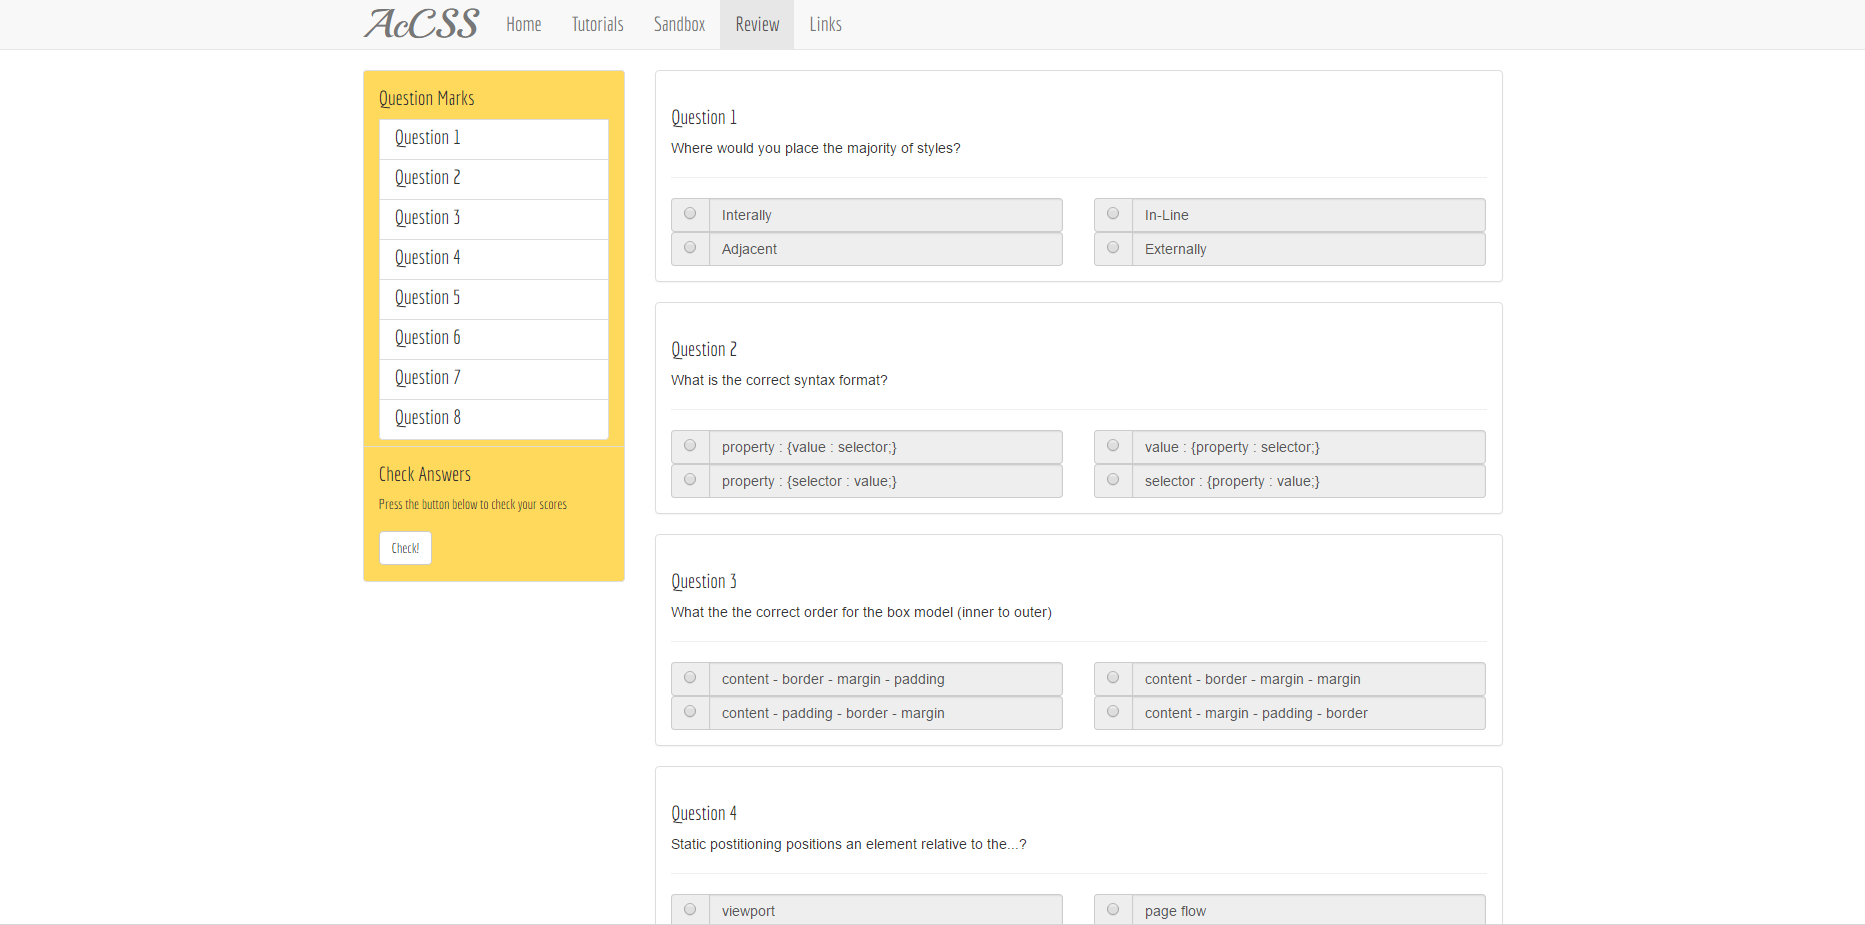 AcCSS Home Tutorials Sandbox Review Links
Question Marks
Question 1
Question 2
Question 3
Question 4
Question 5
Question 6
Question 7
Question 8
Check Answers
Press the button below to check your scores
Check!
Question 1
Where would you place the majority of styles?
Interally
In-Line
Adjacent
Externally
Question 2
What is the correct syntax format?
property : {value : selector;}
value : {property : selector;}
property : {selector : value;}
selector : {property : value;}
Question 3
What the the correct order for the box model (inner to outer)
content - border - margin - padding
content - border - margin - margin
content - padding - border - margin
content - margin - padding - border
Question 4
Static postitioning positions an element relative to the...?
viewport
page flow